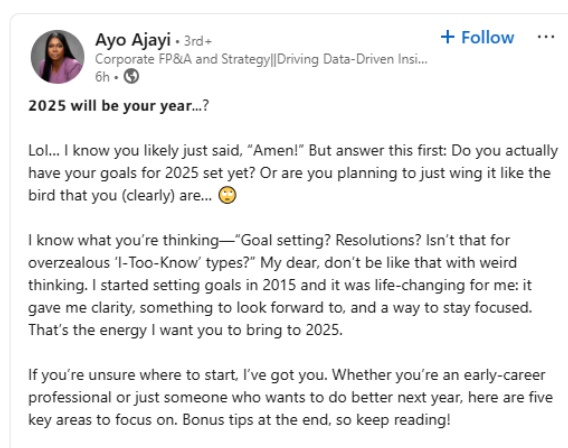 Ayo Ajayi • 3rd+
+ Follow ...
Corporate FP&A and Strategy||Driving Data-Driven Insi...
6h •
2025 will be your year...?
Lol... I know you likely just said, “Amen!” But answer this first: Do you actually
have your goals for 2025 set yet? Or are you planning to just wing it like the
bird that you (clearly) are... 🙄
I know what you’re thinking—“Goal setting? Resolutions? Isn’t that for
overzealous ‘I-Too-Know’ types?” My dear, don’t be like that with weird
thinking. I started setting goals in 2015 and it was life-changing for me: it
gave me clarity, something to look forward to, and a way to stay focused.
That’s the energy I want you to bring to 2025.
If you’re unsure where to start, I’ve got you. Whether you’re an early-career
professional or just someone who wants to do better next year, here are five
key areas to focus on. Bonus tips at the end, so keep reading!